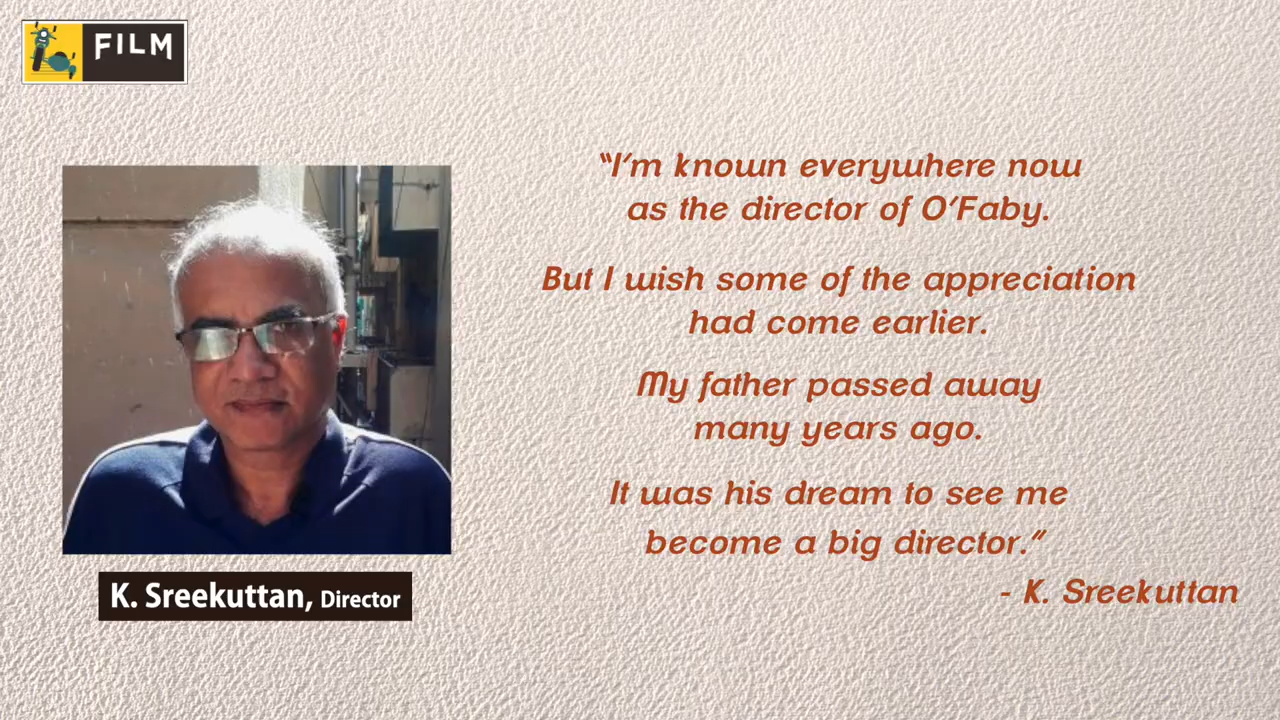 FILM
“I’m known everywhere now
as the director of O’Faby.
But I wish some of the appreciation
had come earlier.
My father passed away
many years ago.
It was his dream to see me
become a big director.”
- K. Sreekuttan
K. Sreekuttan, Director